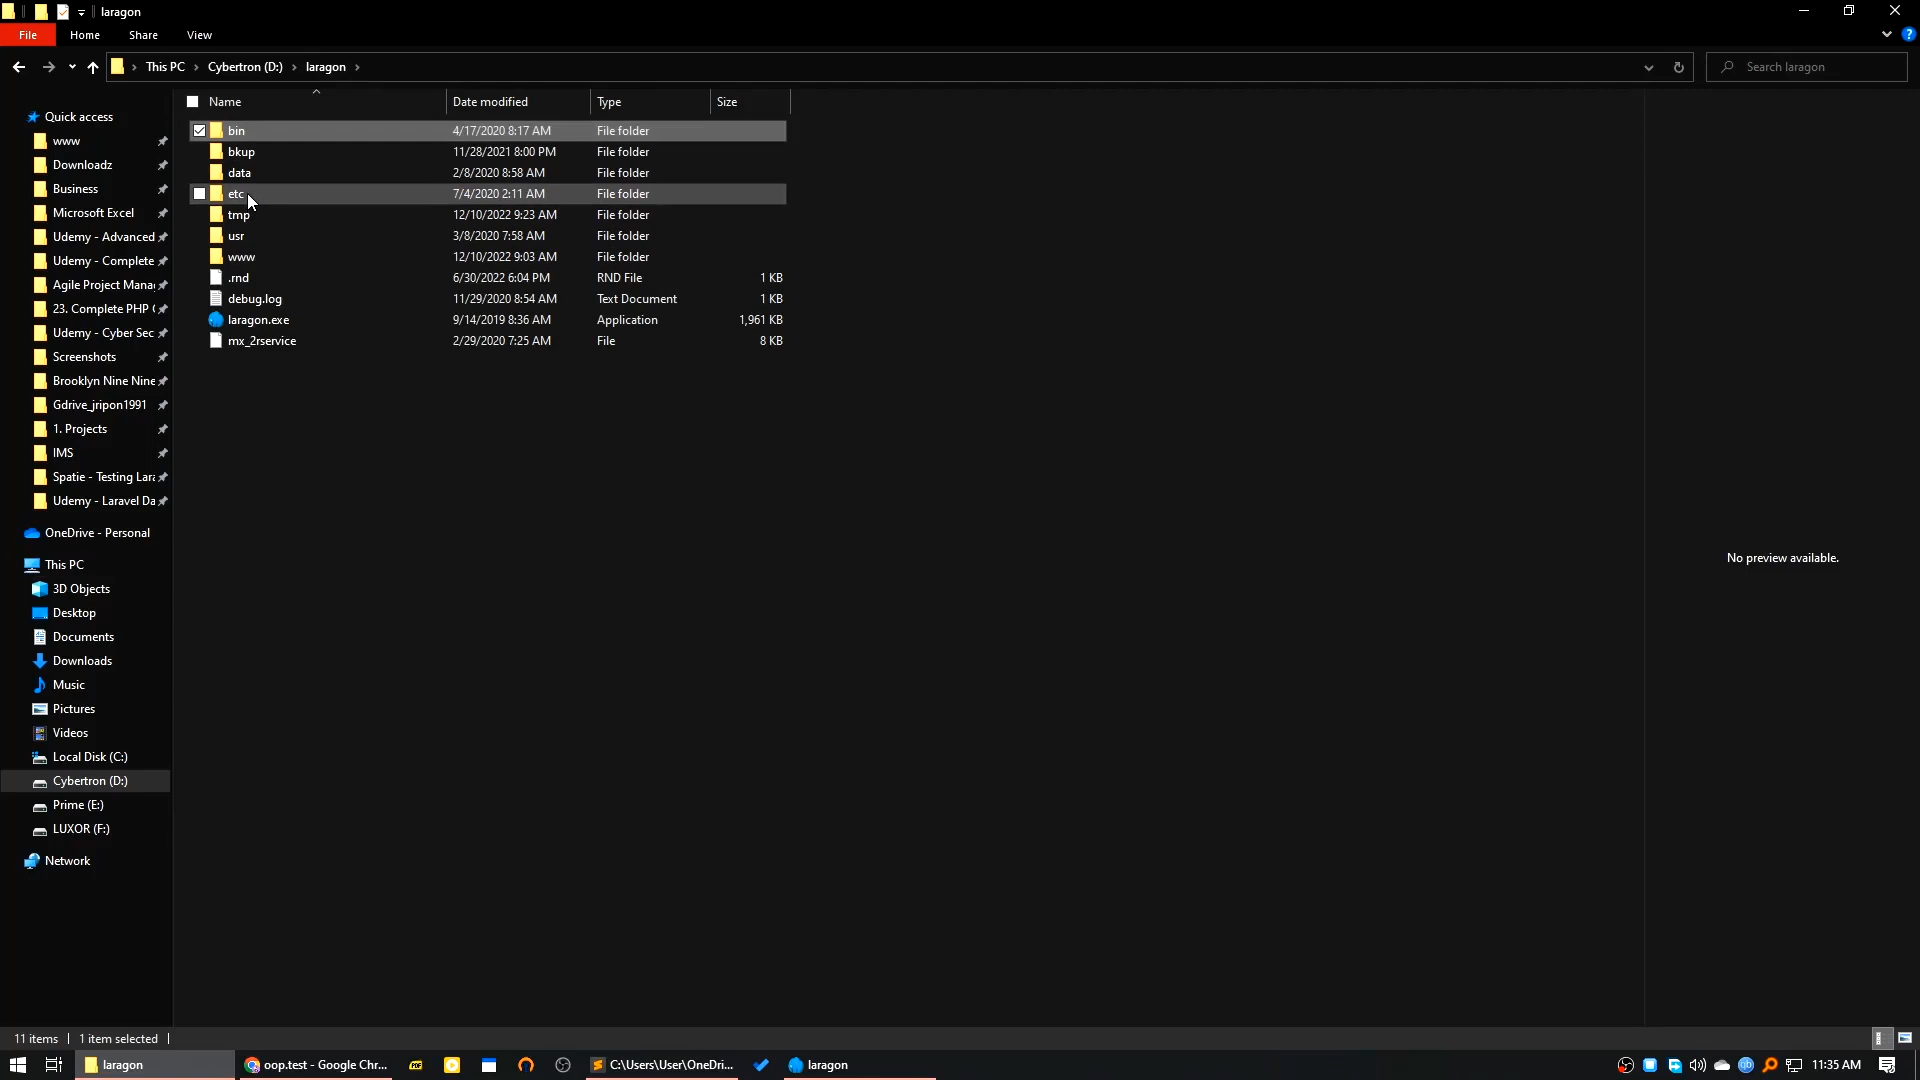 laragon
File Home Share View
This PC Cybertron (D:) laragon Search laragon
Name Date modified Type Size
bin 4/17/2020 8:17 AM File folder
bkup 11/28/2021 8:00 PM File folder
data 2/8/2020 8:58 AM File folder
etc 7/4/2020 2:11 AM File folder
tmp 12/10/2022 9:23 AM File folder
usr 3/8/2020 7:58 AM File folder
www 12/10/2022 9:03 AM File folder
.rnd 6/30/2022 6:04 PM RND File 1 KB
debug.log 11/29/2020 8:54 AM Text Document 1 KB
laragon.exe 9/14/2019 8:36 AM Application 1,961 KB
mx_2rservice 2/29/2020 7:25 AM File 8 KB
Quick access
www
Downloadz
Business
Microsoft Excel
Udemy - Advanced
Udemy - Complete
Agile Project Mana
23. Complete PHP (
Udemy - Cyber Sec
Screenshots
Brooklyn Nine Nine
Gdrive_jripon1991
1. Projects
IMS
Spatie - Testing Lara
Udemy - Laravel Da
OneDrive - Personal
This PC
3D Objects
Desktop
Documents
Downloads
Music
Pictures
Videos
Local Disk (C:)
Cybertron (D:)
Prime (E:)
LUXOR (F:)
Network
No preview available.
11 items 1 item selected
laragon oop.test - Google Chr... C:\Users\User\OneDri... laragon 11:35 AM